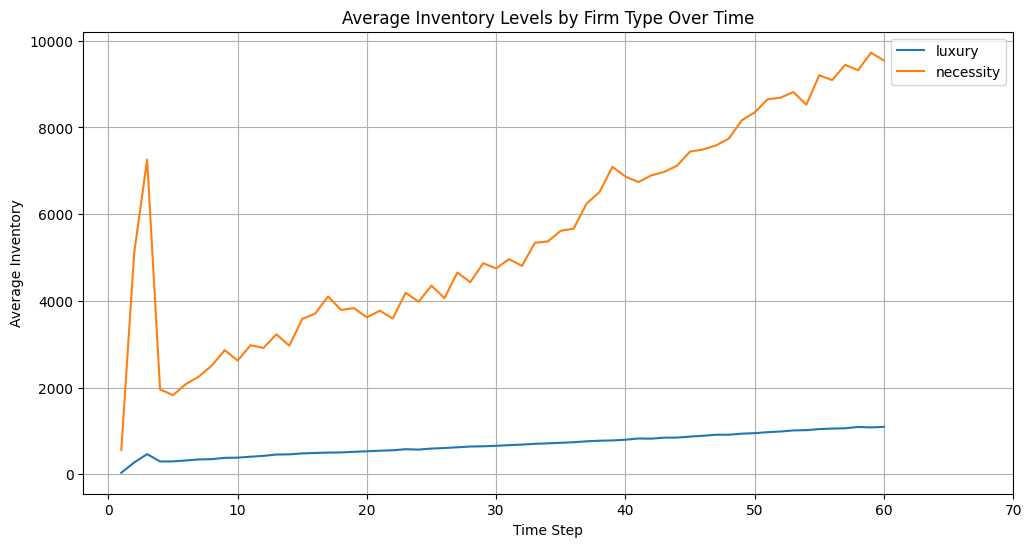 Average Inventory Levels by Firm Type Over Time
luxury
necessity
Average Inventory
10000
8000
6000
4000
2000
0
0 10 20 30 40 50 60 70
Time Step